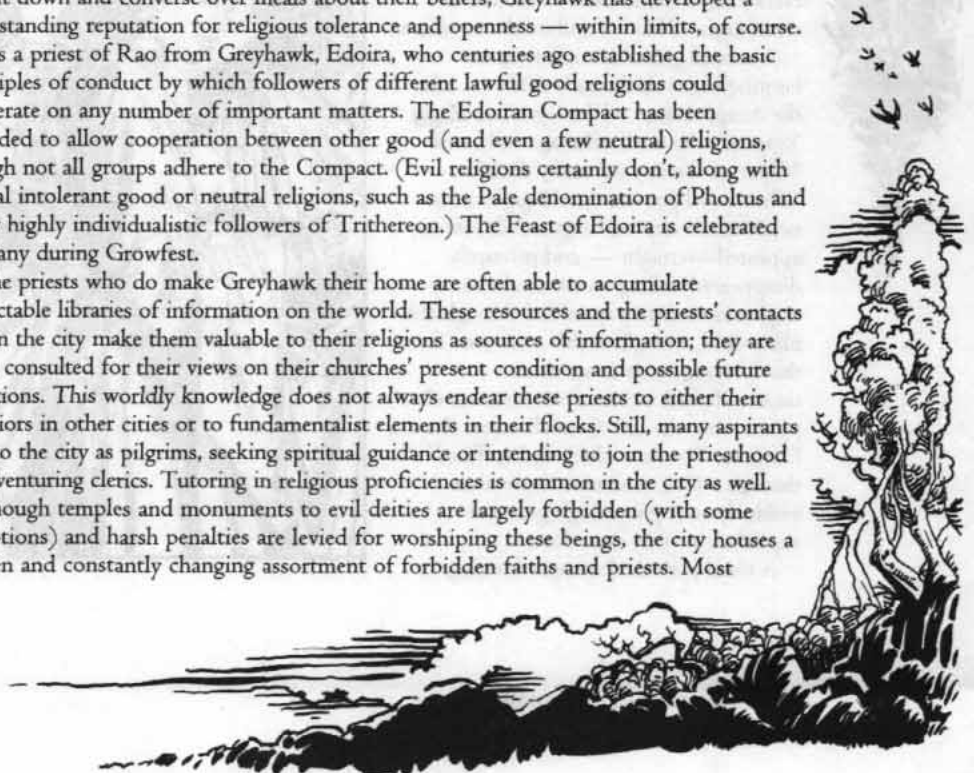 t down and converse over meals about their beliefs, Greyhawk has developed a
standing reputation for religious tolerance and openness — within limits, of course.
s a priest of Rao from Greyhawk, Edoira, who centuries ago established the basic
iples of conduct by which followers of different lawful good religions could
erate on any number of important matters. The Edoiran Compact has been
ded to allow cooperation between other good (and even a few neutral) religions,
gh not all groups adhere to the Compact. (Evil religions certainly don't, along with
al intolerant good or neutral religions, such as the Pale denomination of Pholtus and
highly individualistic followers of Trithereon.) The Feast of Edoira is celebrated
any during Growfest.
e priests who do make Greyhawk their home are often able to accumulate
ctable libraries of information on the world. These resources and the priests' contacts
n the city make them valuable to their religions as sources of information; they are
consulted for their views on their churches' present condition and possible future
tions. This worldly knowledge does not always endear these priests to either their
iors in other cities or to fundamentalist elements in their flocks. Still, many aspirants
o the city as pilgrims, seeking spiritual guidance or intending to join the priesthood
venturing clerics. Tutoring in religious proficiencies is common in the city as well.
hough temples and monuments to evil deities are largely forbidden (with some
ptions) and harsh penalties are levied for worshiping these beings, the city houses a
en and constantly changing assortment of forbidden faiths and priests. Most